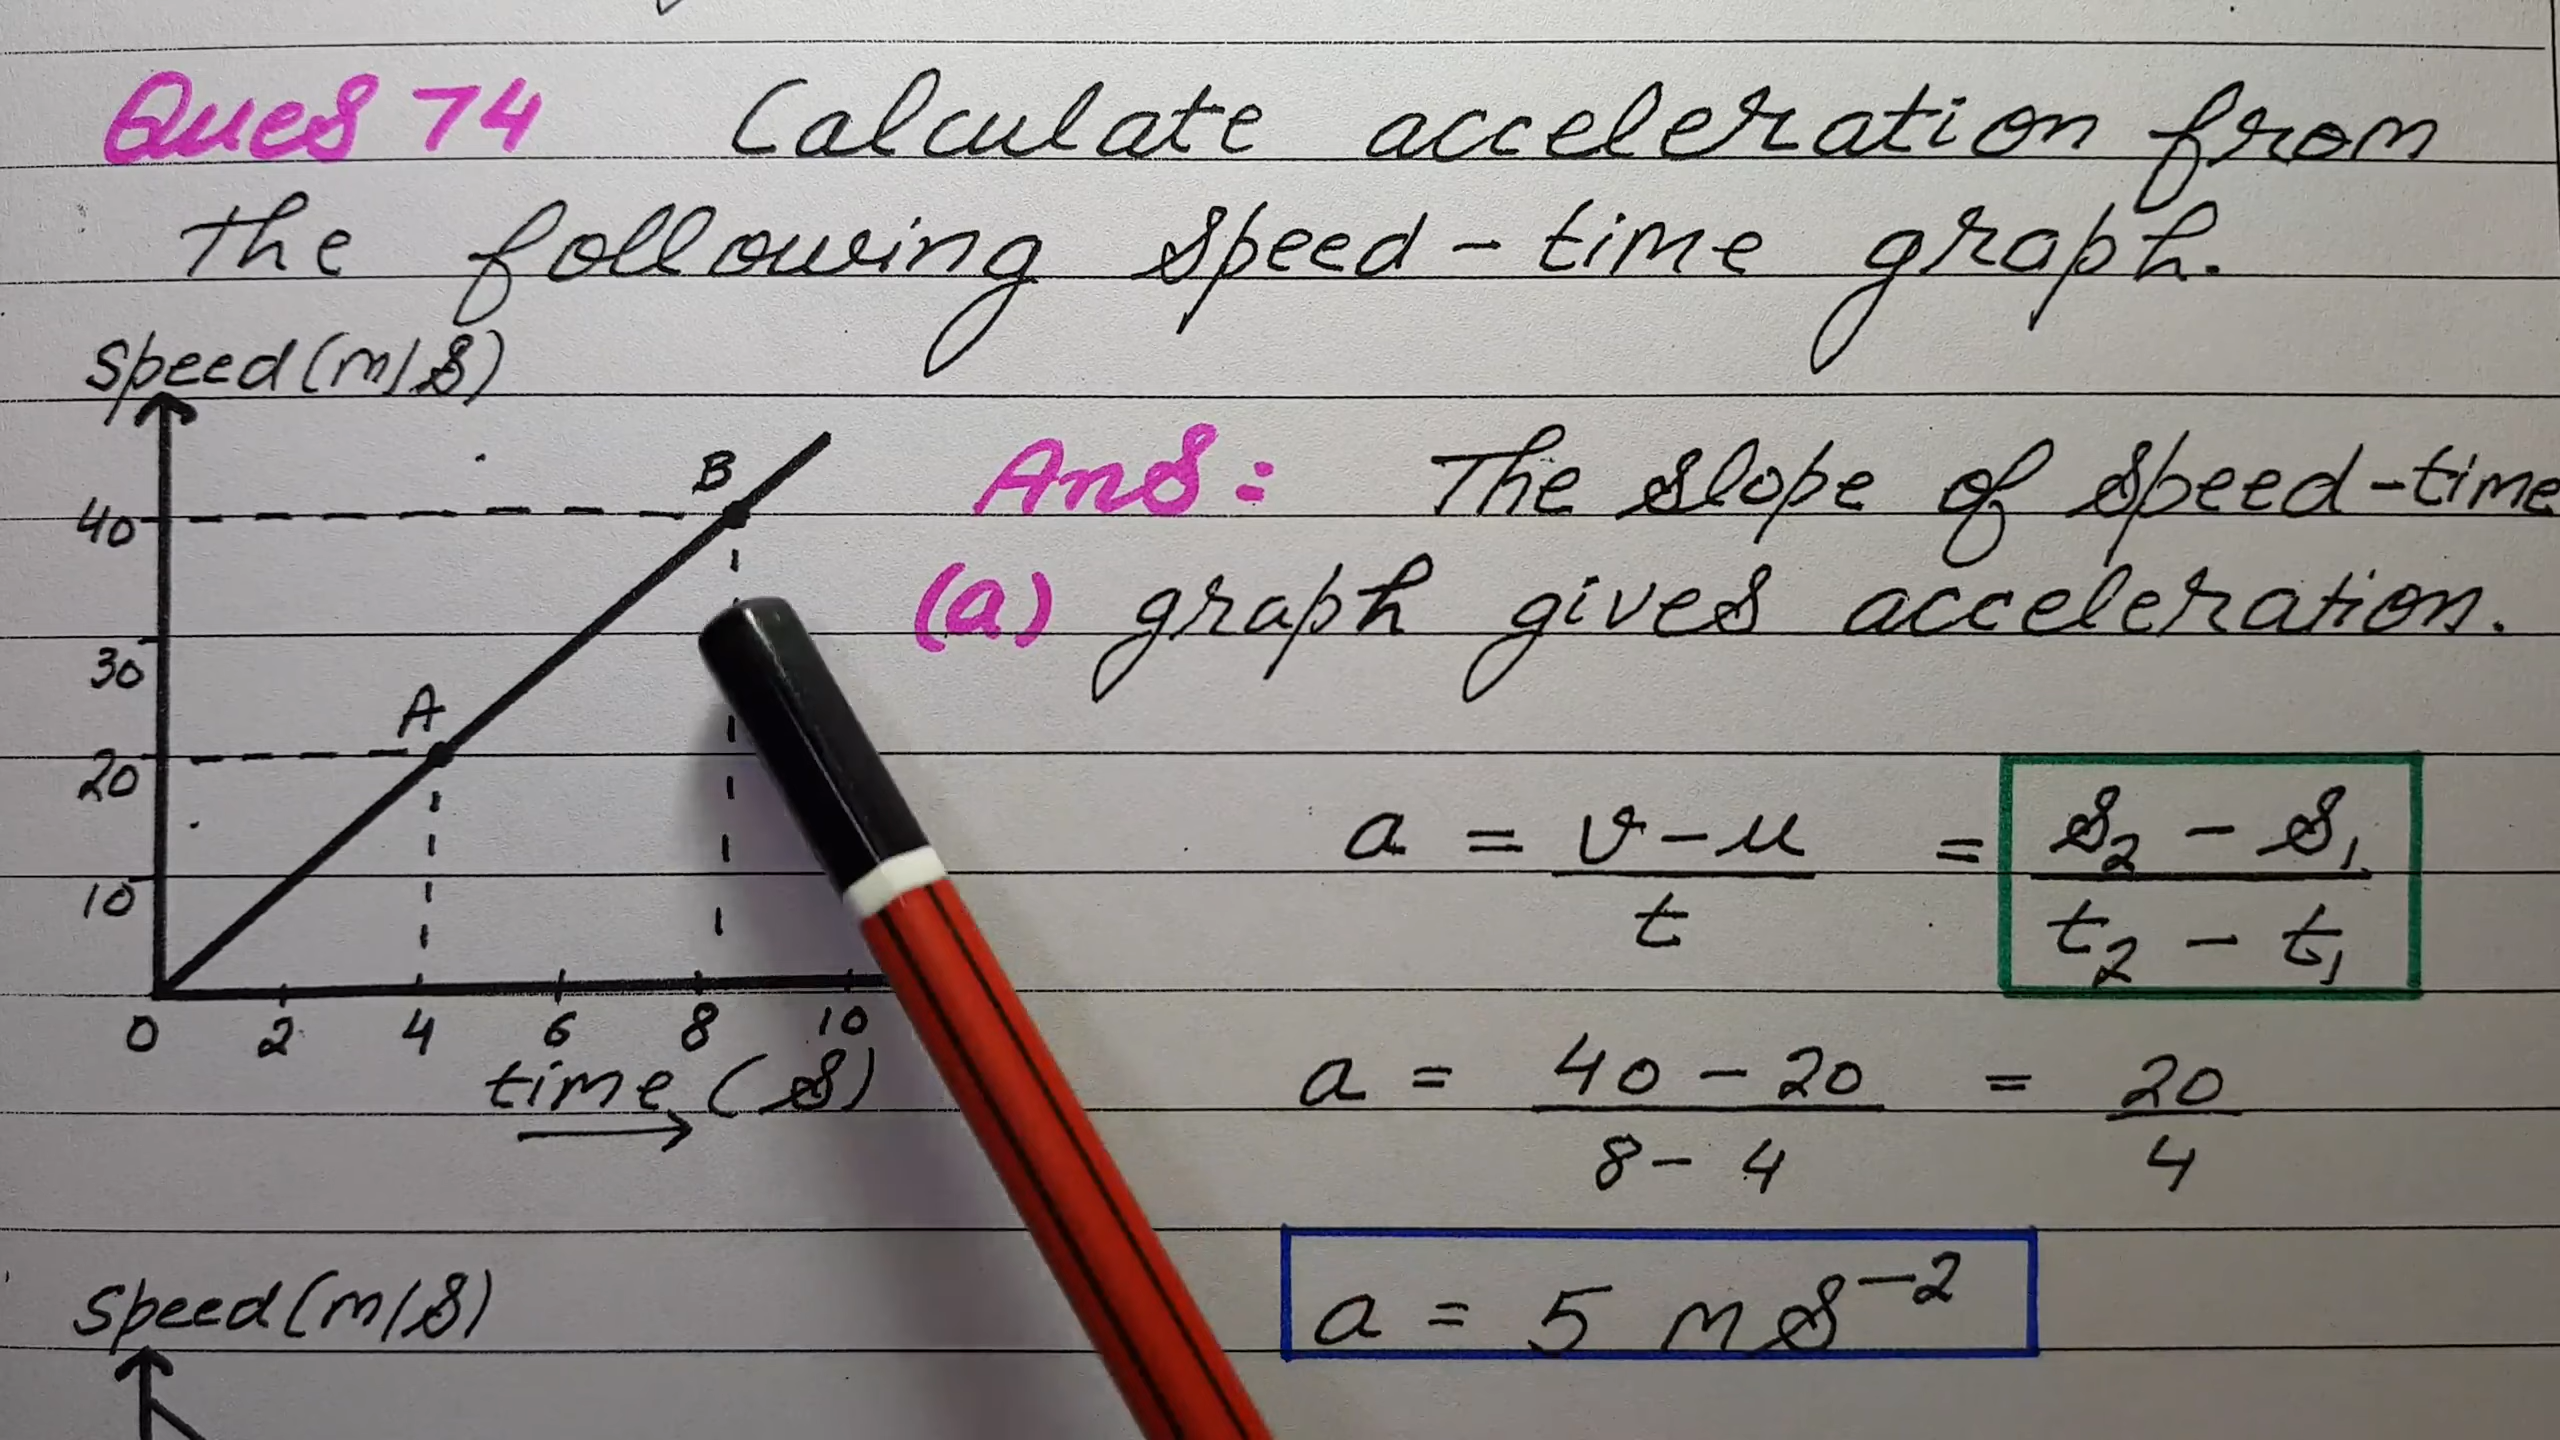 Ques 74 Calculate acceleration from
the following speed-time graph.
speed (m/s)
B
40
30
A
20
10
0 2 4 6 8 10
time (s)
Ans: The slope of speed-time
(a) graph gives acceleration.
a = v-u / t = s₂ - s₁ / t₂ - t₁
a = 40-20 / 8-4 = 20 / 4
a = 5 ms⁻²
speed (m/s)